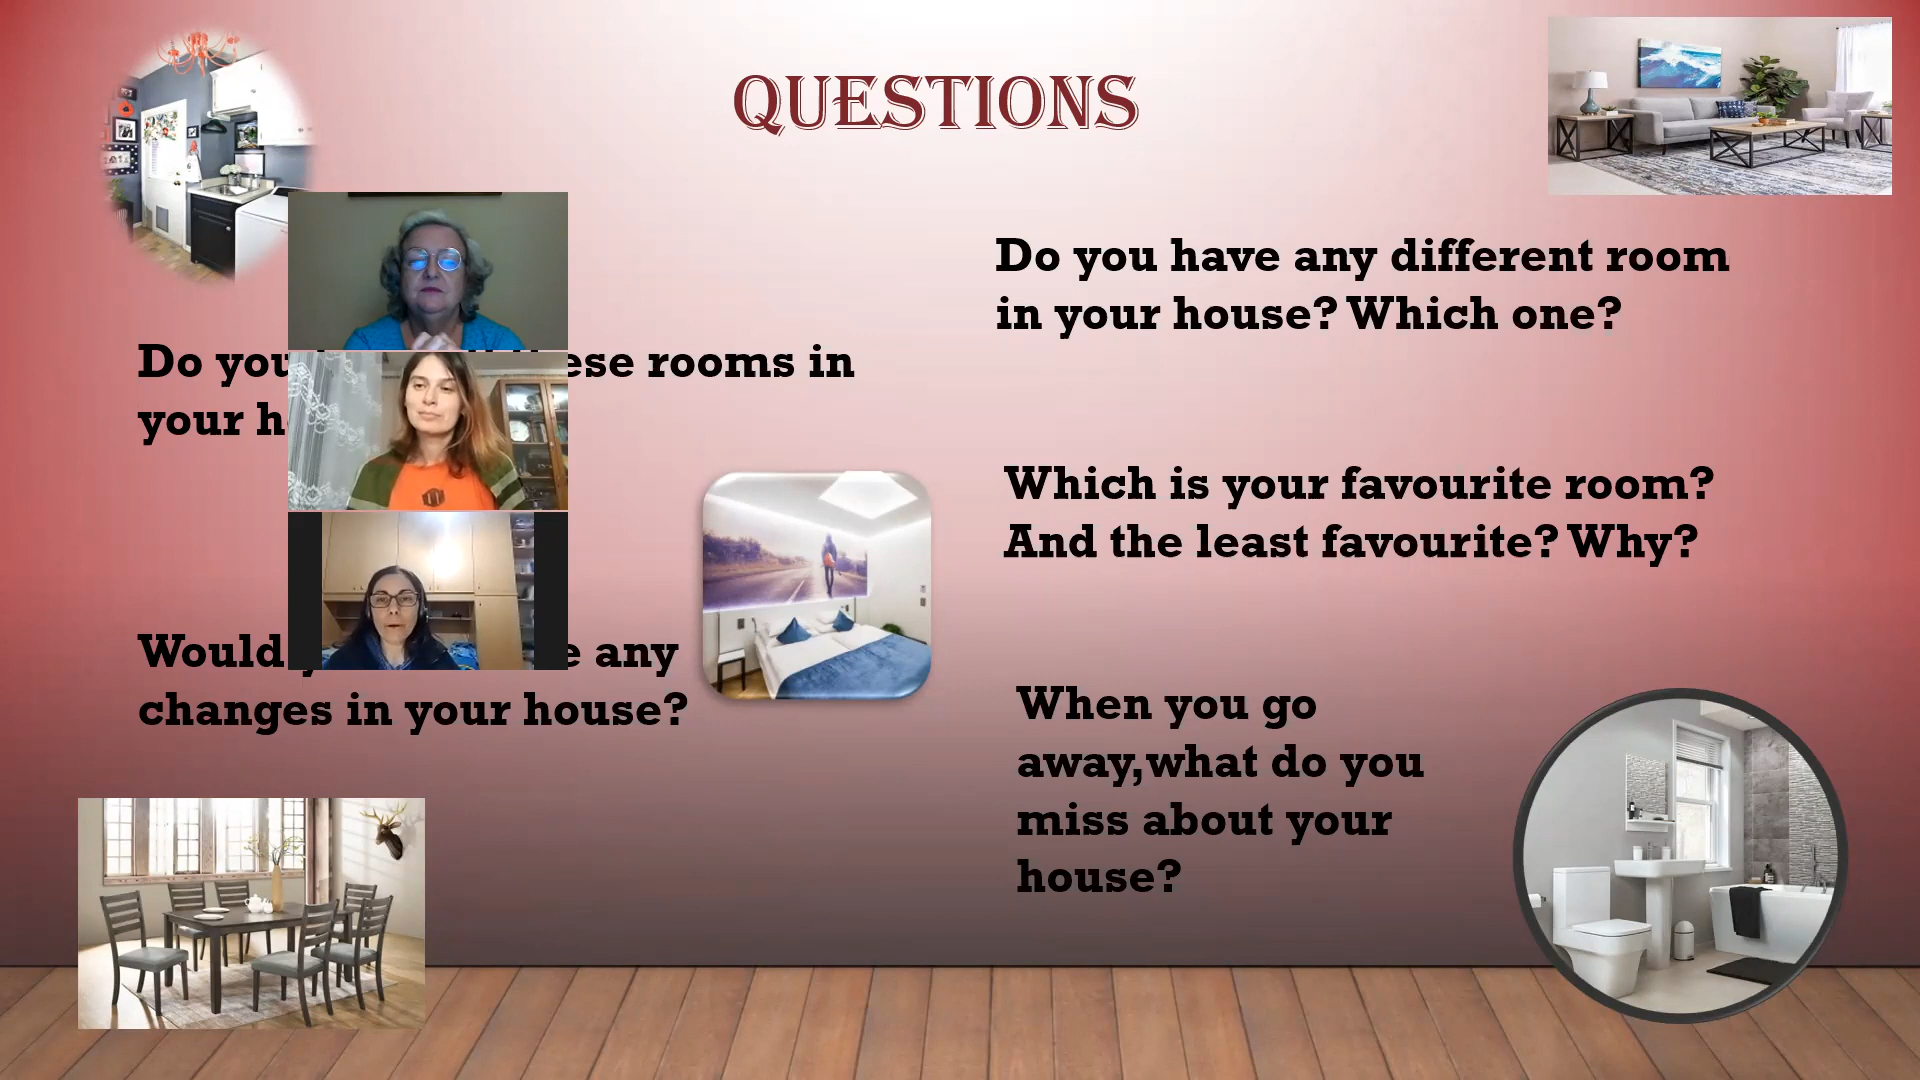 QUESTIONS
Do you ese rooms in
your h
Would e any
changes in your house?
Do you have any different room
in your house? Which one?
Which is your favourite room?
And the least favourite? Why?
When you go
away,what do you
miss about your
house?